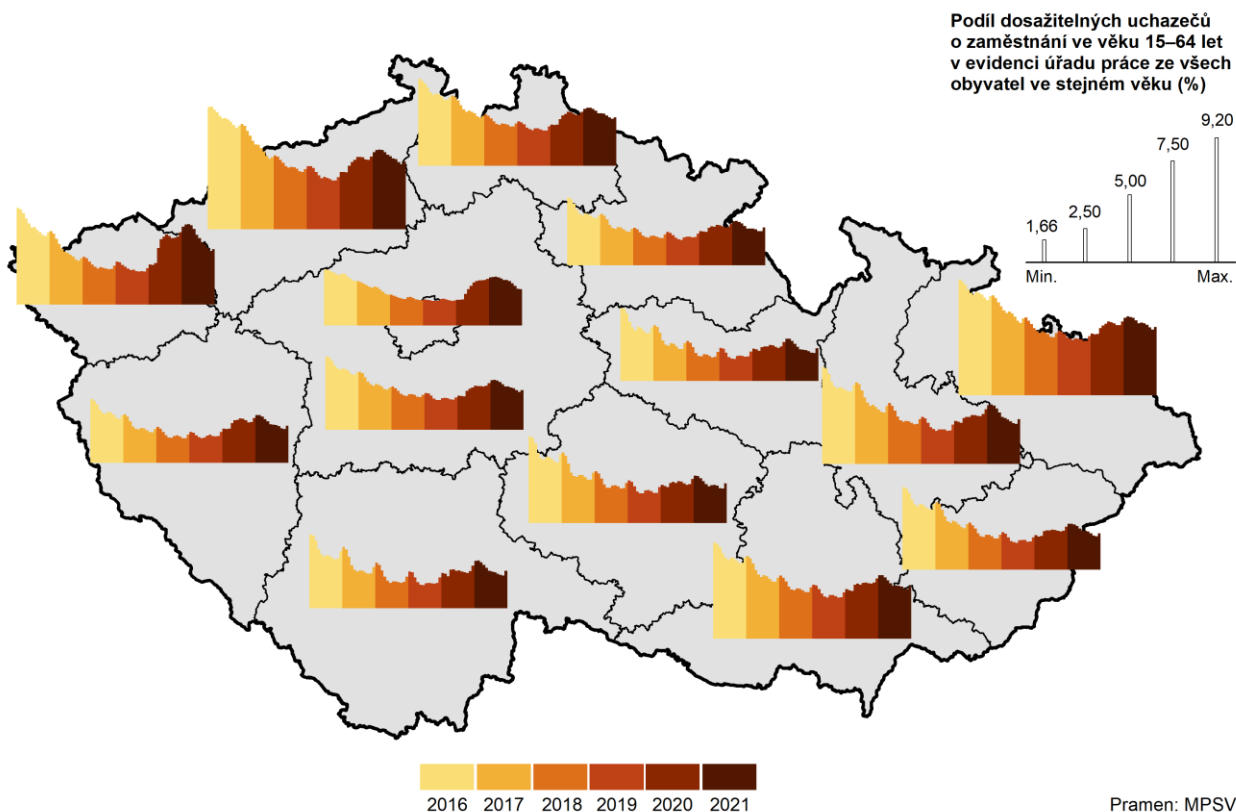 Podíl dosažitelných uchazečů
o zaměstnání ve věku 15–64 let
v evidenci úřadu práce ze všech
obyvatel ve stejném věku (%)
9,20
7,50
5,00
2,50
1,66
Min.
Max.
2016 2017 2018 2019 2020 2021
Pramen: MPSV